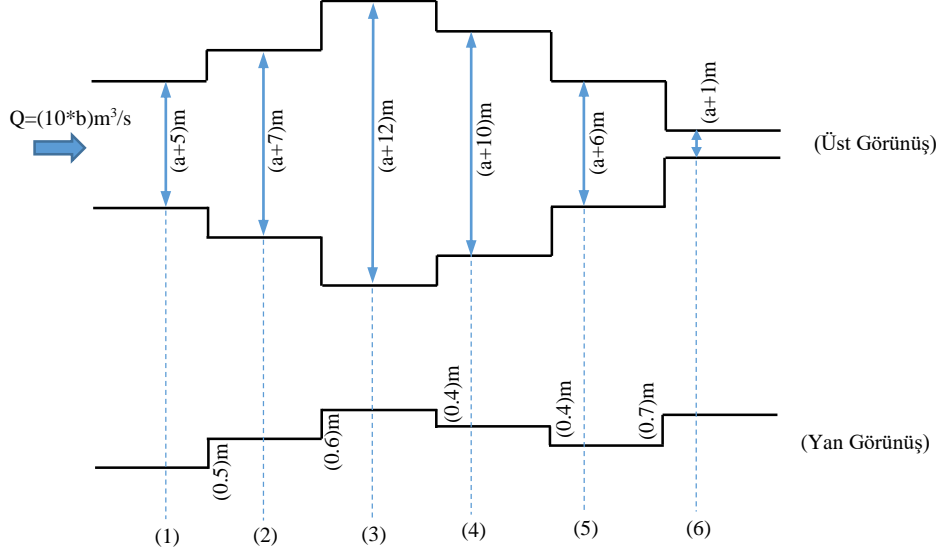 Q=(10*b)m³/s
(a+5)m
(a+7)m
(a+12)m
(a+10)m
(a+6)m
(a+1)m
(Üst Görünüş)
(0.5)m
(0.6)m
(0.4)m
(0.4)m
(0.7)m
(Yan Görünüş)
(1)
(2)
(3)
(4)
(5)
(6)